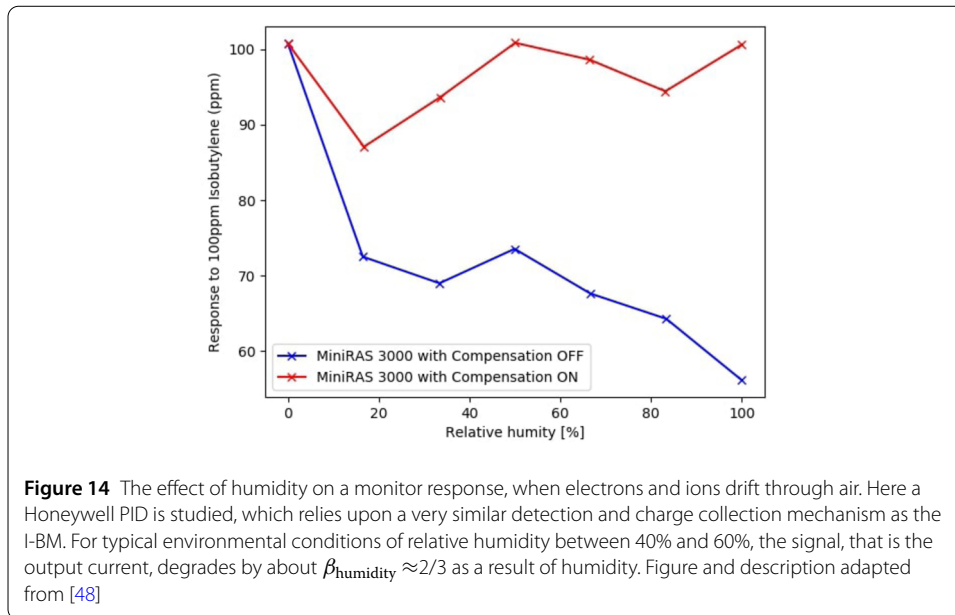 100
90
80
70
60
Response to 100ppm Isobutylene (ppm)
MiniRAS 3000 with Compensation OFF
MiniRAS 3000 with Compensation ON
0 20 40 60 80 100
Relative humity [%]
Figure 14 The effect of humidity on a monitor response, when electrons and ions drift through air. Here a
Honeywell PID is studied, which relies upon a very similar detection and charge collection mechanism as the
I-BM. For typical environmental conditions of relative humidity between 40% and 60%, the signal, that is the
output current, degrades by about βhumidity ≈2/3 as a result of humidity. Figure and description adapted
from [48]